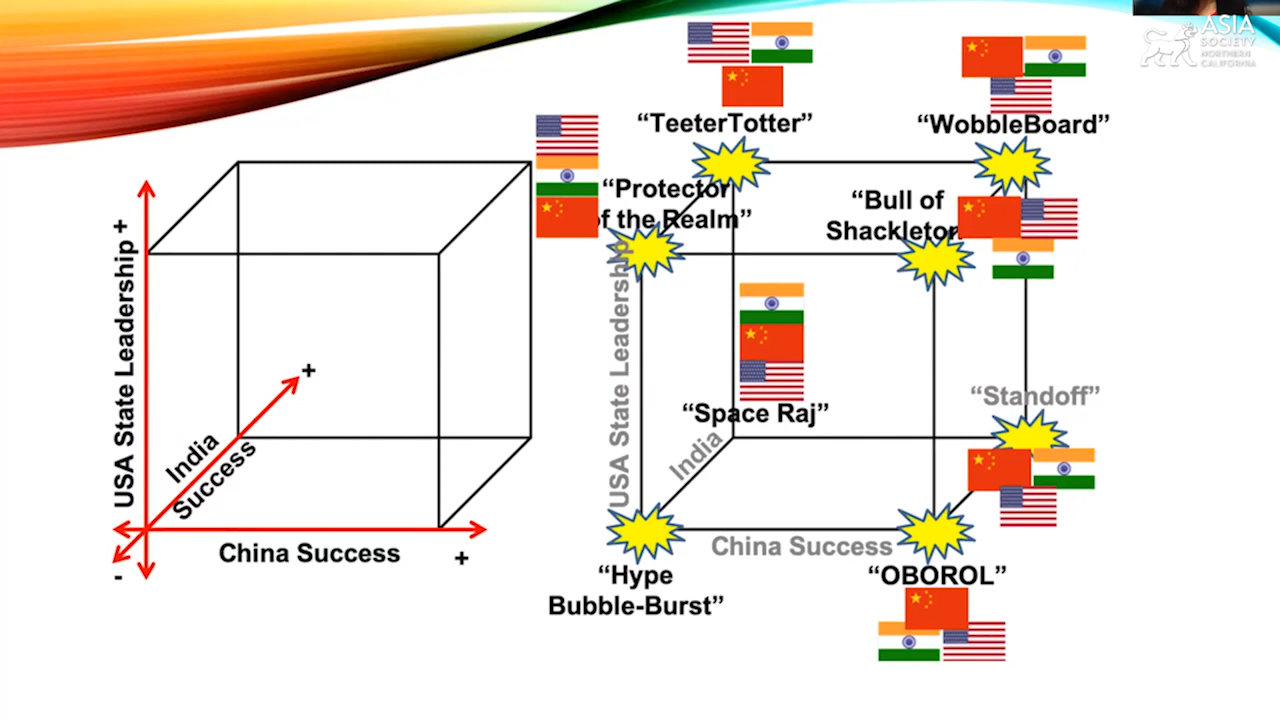 ASIA
SOCIETY
NORTHERN
CALIFORNIA
“TeeterTotter”
“WobbleBoard”
“Protector
of the Realm”
“Bull of
Shackleton
USA State Leadership +
+
India
Success
China Success
+
-
USA State Leadership
“Space Raj”
India
“Standoff”
China Success
“Hype
Bubble-Burst”
“OBOROL”